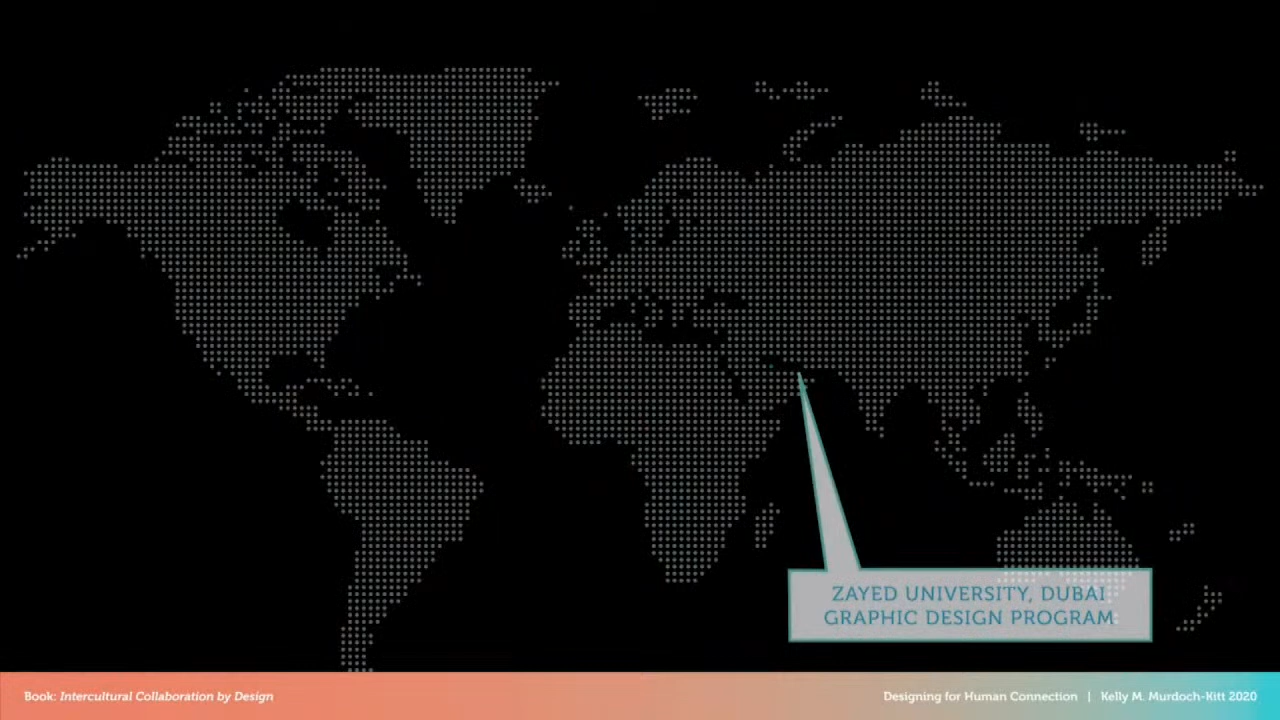 ZAYED UNIVERSITY, DUBAI
GRAPHIC DESIGN PROGRAM
Book: Intercultural Collaboration by Design
Designing for Human Connection | Kelly M. Murdoch-Kitt 2020